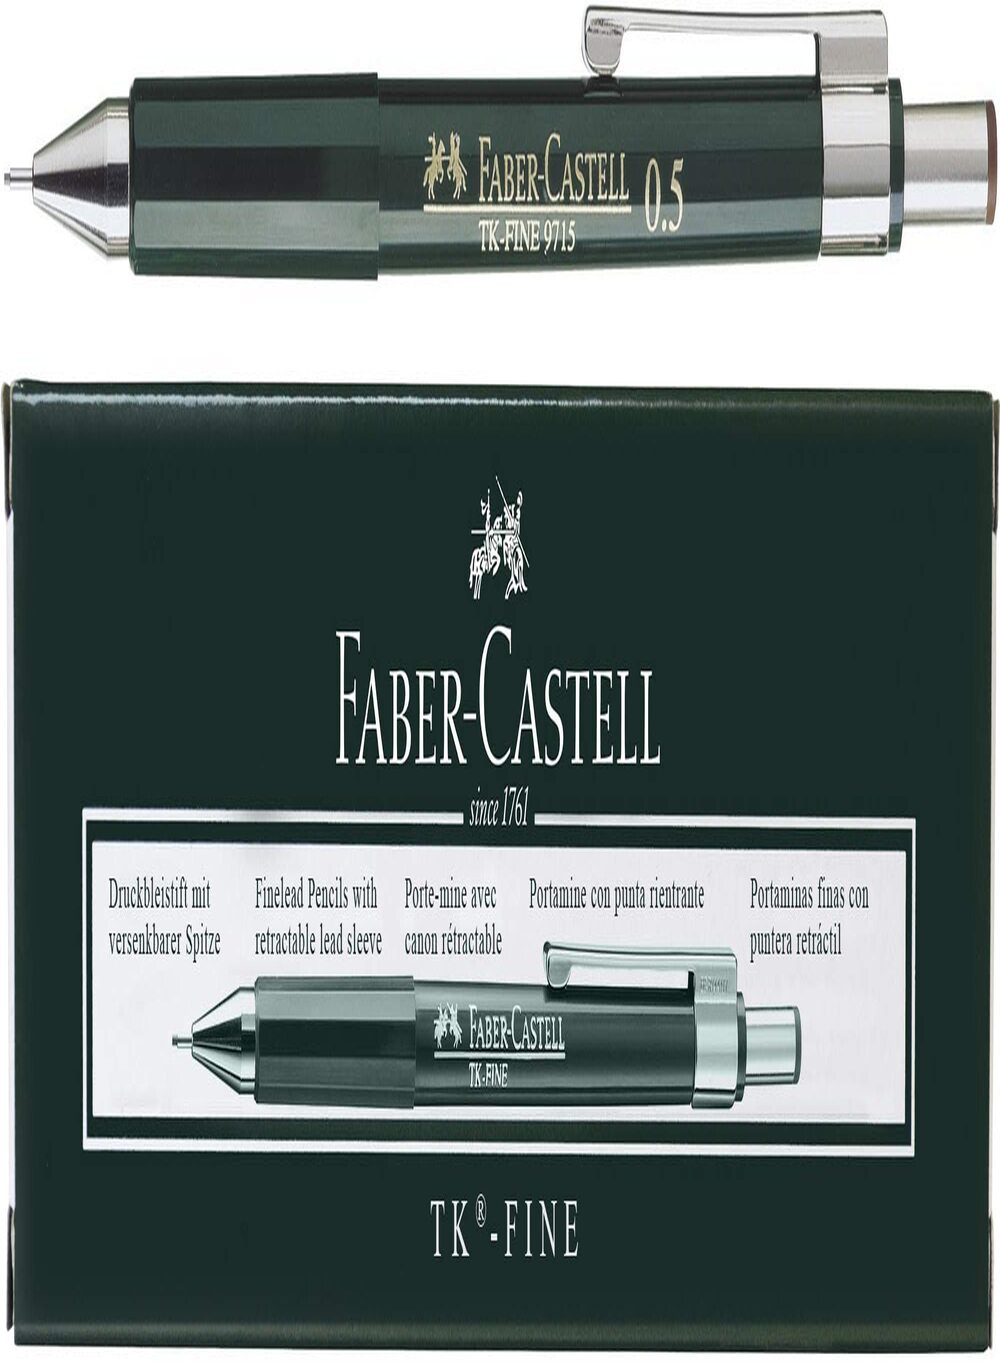 FABER-CASTELL
0.5
TK-FINE 9715
FABER-CASTELL
since 1761
Druckbleistift mit
versenkbarer Spitze
Finelead Pencils with
retractable lead sleeve
Porte-mine avec
canon rétractable
Portamine con punta rientrante
Portaminas finas con
puntera retráctil
FABER-CASTELL
TK-FINE
TK®-FINE